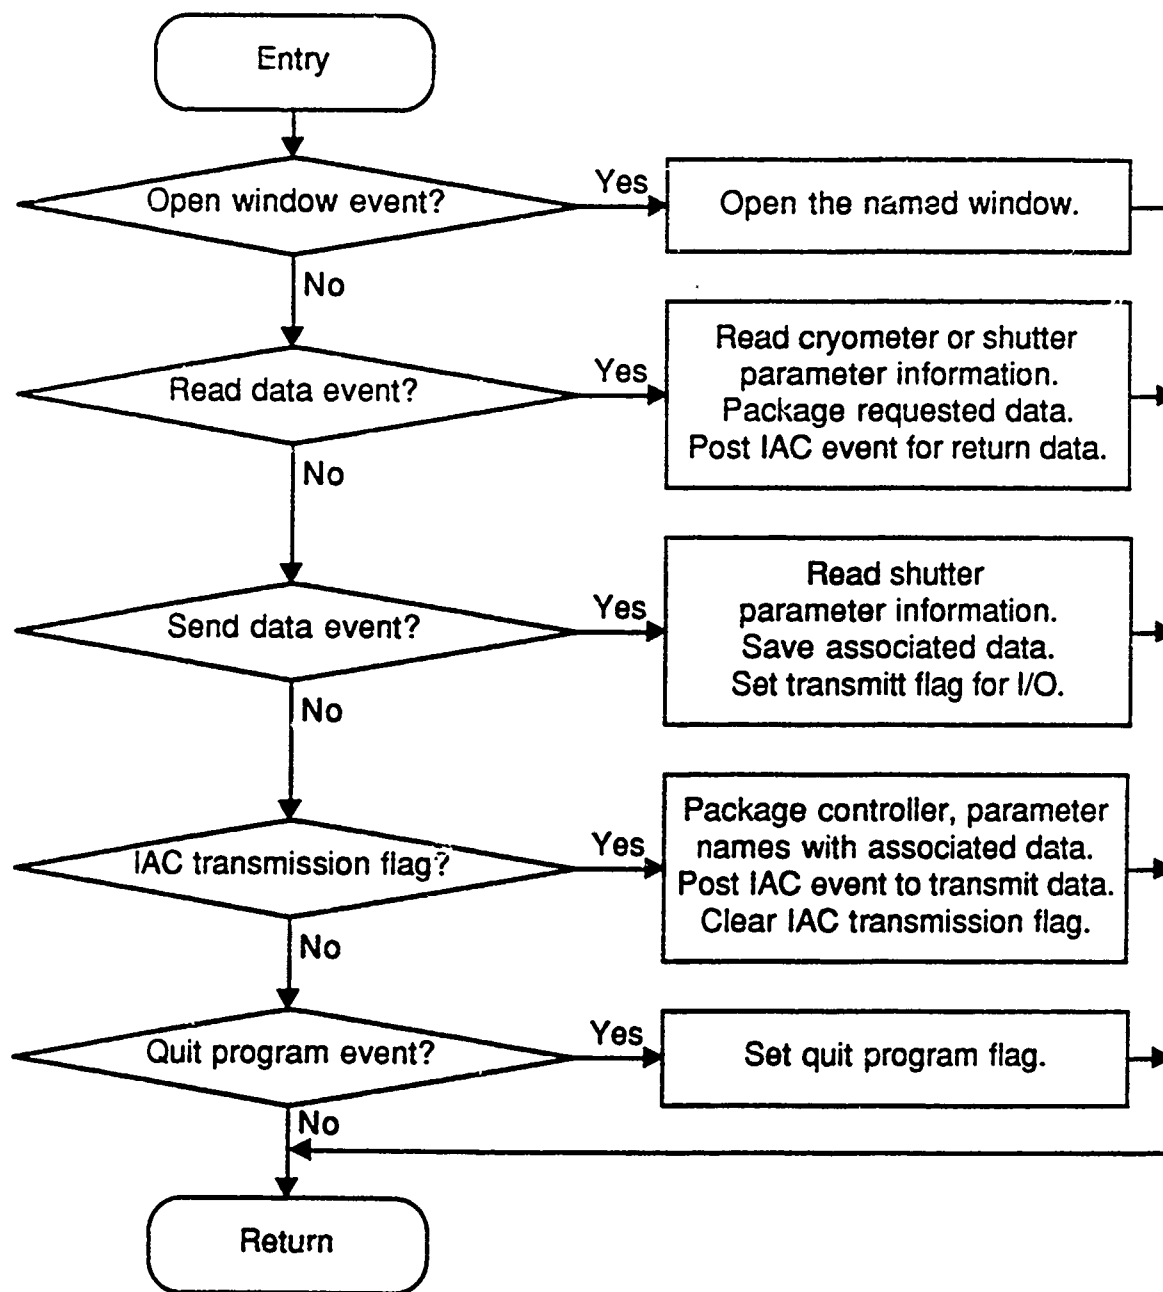 Entry
Open window event?
Yes
Open the named window.
No
Read data event?
Yes
Read cryometer or shutter
parameter information.
Package requested data.
Post IAC event for return data.
No
Send data event?
Yes
Read shutter
parameter information.
Save associated data.
Set transmitt flag for I/O.
No
IAC transmission flag?
Yes
Package controller, parameter
names with associated data.
Post IAC event to transmit data.
Clear IAC transmission flag.
No
Quit program event?
Yes
Set quit program flag.
No
Return